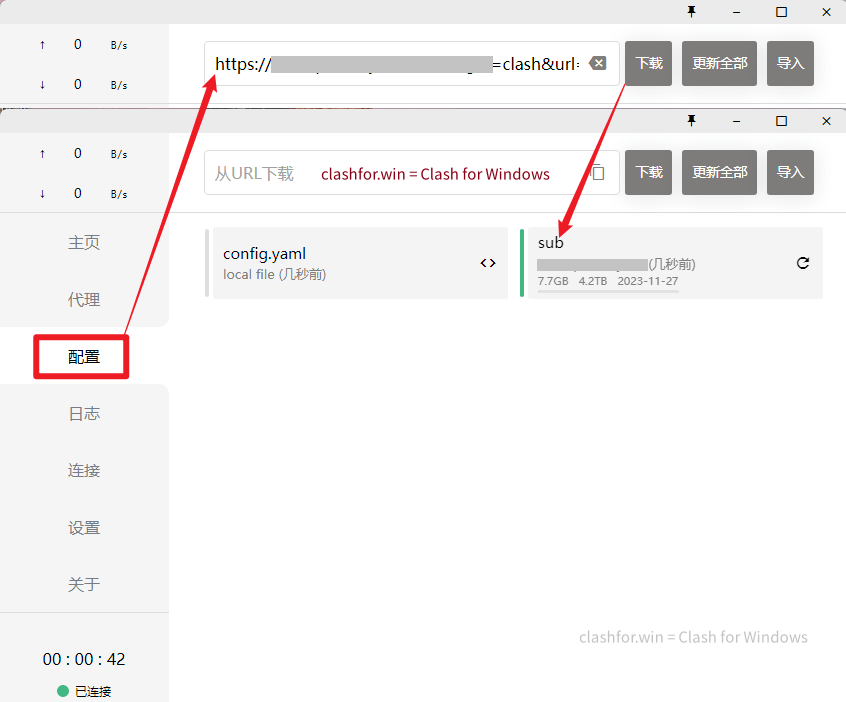 ↑ 0 B/s
https:// =clash&url= 下载 更新全部 导入
↓ 0 B/s
↑ 0 B/s
从URL下载 clashfor.win = Clash for Windows 下载 更新全部 导入
↓ 0 B/s
主页
代理
配置
日志
连接
设置
关于
00 : 00 : 42
已连接
config.yaml
local file (几秒前)
<>
sub
(几秒前)
7.7GB 4.2TB 2023-11-27
clashfor.win = Clash for Windows